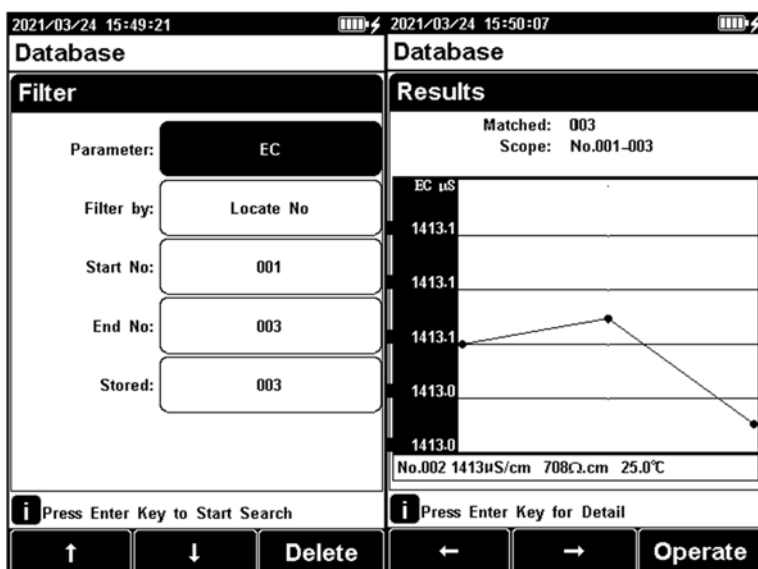 2021/03/24 15:49:21
Database
Filter
Parameter: EC
Filter by: Locate No
Start No: 001
End No: 003
Stored: 003
i Press Enter Key to Start Search
↑ ↓ Delete
2021/03/24 15:50:07
Database
Results
Matched: 003
Scope: No.001-003
EC μS
1413.1
1413.1
1413.1
1413.0
1413.0
No.002 1413μS/cm 708Ω.cm 25.0℃
i Press Enter Key for Detail
← → Operate